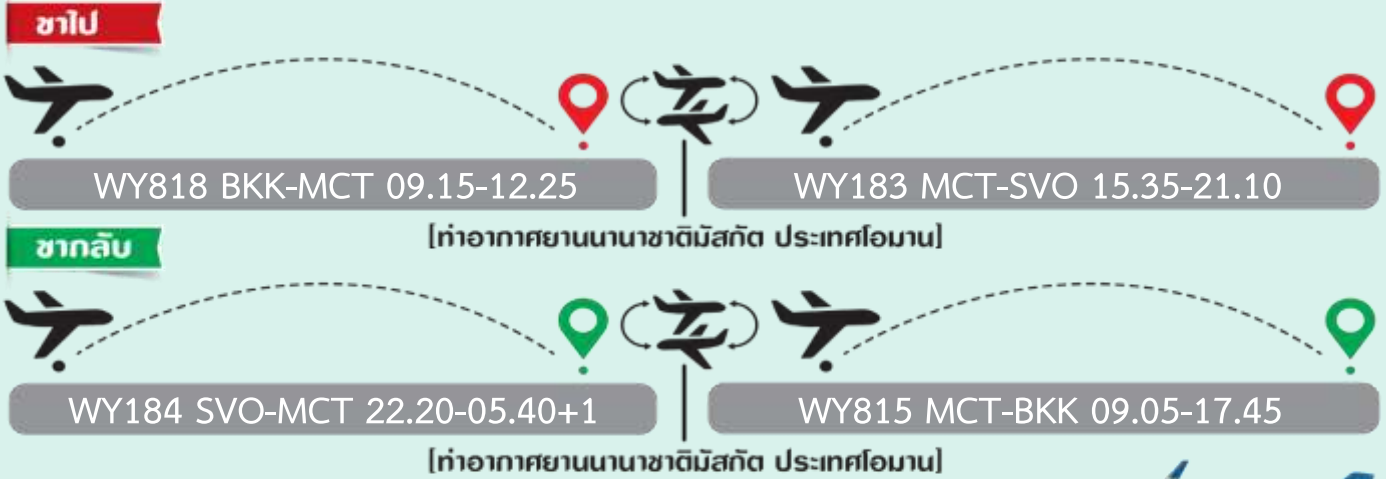 ขาไป
WY818 BKK-MCT 09.15-12.25
WY183 MCT-SVO 15.35-21.10
[ท่าอากาศยานนานาชาติมัสกัต ประเทศโอมาน]
ขากลับ
WY184 SVO-MCT 22.20-05.40+1
WY815 MCT-BKK 09.05-17.45
[ท่าอากาศยานนานาชาติมัสกัต ประเทศโอมาน]